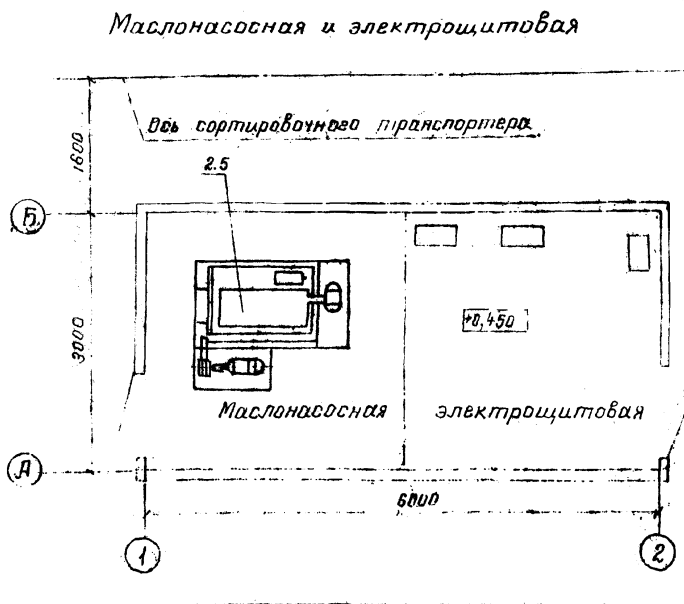 Маслонасосная и электрощитовая
Ось сортировочного транспортера
1600
2.5
Б
3000
+0,450
Маслонасосная
электрощитовая
А
6000
1
2